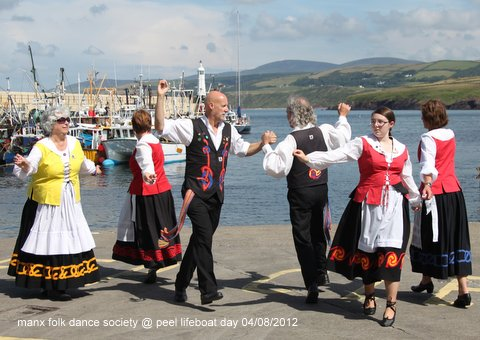 manx folk dance society @ peel lifeboat day 04/08/2012